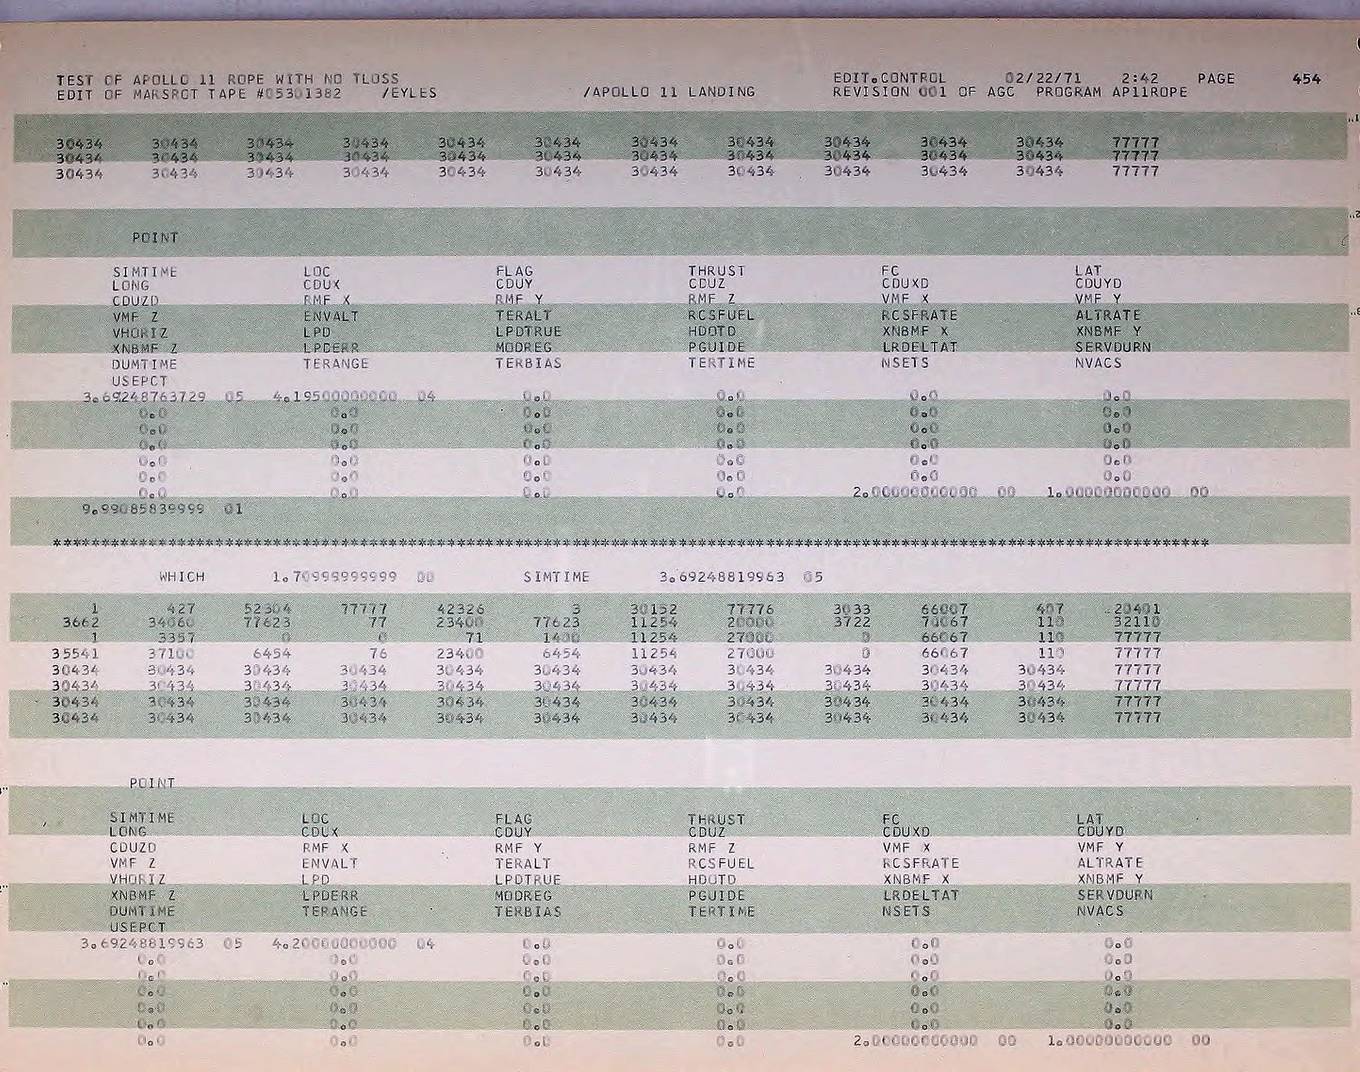 TEST OF APOLLO 11 ROPE WITH NO TLOSS EDIT.CONTROL 02/22/71 2:42 PAGE 454
EDIT OF MARSROT TAPE #05301382 /EYLES /APOLLO 11 LANDING REVISION 001 OF AGC PROGRAM AP11ROPE
30434 30434 30434 30434 30434 30434 30434 30434 30434 30434 30434 77777
30434 30434 30434 30434 30434 30434 30434 30434 30434 30434 30434 77777
30434 30434 30434 30434 30434 30434 30434 30434 30434 30434 30434 77777
POINT
SIMTIME LOC FLAG THRUST FC LAT
LONG CDUX CDUY CDUZ CDUXD CDUYD
CDUZD RMF X RMF Y RMF Z VMF X VMF Y
VMF Z ENVALT TERALT RCSFUEL RCSFRATE ALTRATE
VHORIZ LPD LPDTRUE HDOTD XNBMF X XNBMF Y
XNBMF Z LPDERR MODREG PGUIDE LRDELTAT SERVDURN
DUMTIME TERANGE TERBIAS TERTIME NSETS NVACS
USEPCT
3.69248763729 05 4.19500000000 04 0.0 0.0 0.0 0.0
0.0 0.0 0.0 0.0 0.0 0.0
0.0 0.0 0.0 0.0 0.0 0.0
0.0 0.0 0.0 0.0 0.0 0.0
0.0 0.0 0.0 0.0 0.0 0.0
0.0 0.0 0.0 0.0 0.0 0.0
0.0 0.0 0.0 0.0 2.00000000000 00 1.00000000000 00
9.99085839999 01
************************************************************************************************************************
WHICH 1.70999999999 00 SIMTIME 3.69248819963 05
1 427 52304 77777 42326 3 30152 77776 3033 66007 407 20401
3662 34060 77623 77 23400 77623 11254 20000 3722 70067 110 32110
1 3357 0 0 71 1400 11254 27000 0 66067 110 77777
35541 37100 6454 76 23400 6454 11254 27000 0 66067 110 77777
30434 30434 30434 30434 30434 30434 30434 30434 30434 30434 30434 77777
30434 30434 30434 30434 30434 30434 30434 30434 30434 30434 30434 77777
30434 30434 30434 30434 30434 30434 30434 30434 30434 30434 30434 77777
30434 30434 30434 30434 30434 30434 30434 30434 30434 30434 30434 77777
POINT
SIMTIME LOC FLAG THRUST FC LAT
LONG CDUX CDUY CDUZ CDUXD CDUYD
CDUZD RMF X RMF Y RMF Z VMF X VMF Y
VMF Z ENVALT TERALT RCSFUEL RCSFRATE ALTRATE
VHORIZ LPD LPDTRUE HDOTD XNBMF X XNBMF Y
XNBMF Z LPDERR MODREG PGUIDE LRDELTAT SERVDURN
DUMTIME TERANGE TERBIAS TERTIME NSETS NVACS
USEPCT
3.69248819963 05 4.20000000000 04 0.0 0.0 0.0 0.0
0.0 0.0 0.0 0.0 0.0 0.0
0.0 0.0 0.0 0.0 0.0 0.0
0.0 0.0 0.0 0.0 0.0 0.0
0.0 0.0 0.0 0.0 0.0 0.0
0.0 0.0 0.0 0.0 0.0 0.0
0.0 0.0 0.0 0.0 2.00000000000 00 1.00000000000 00